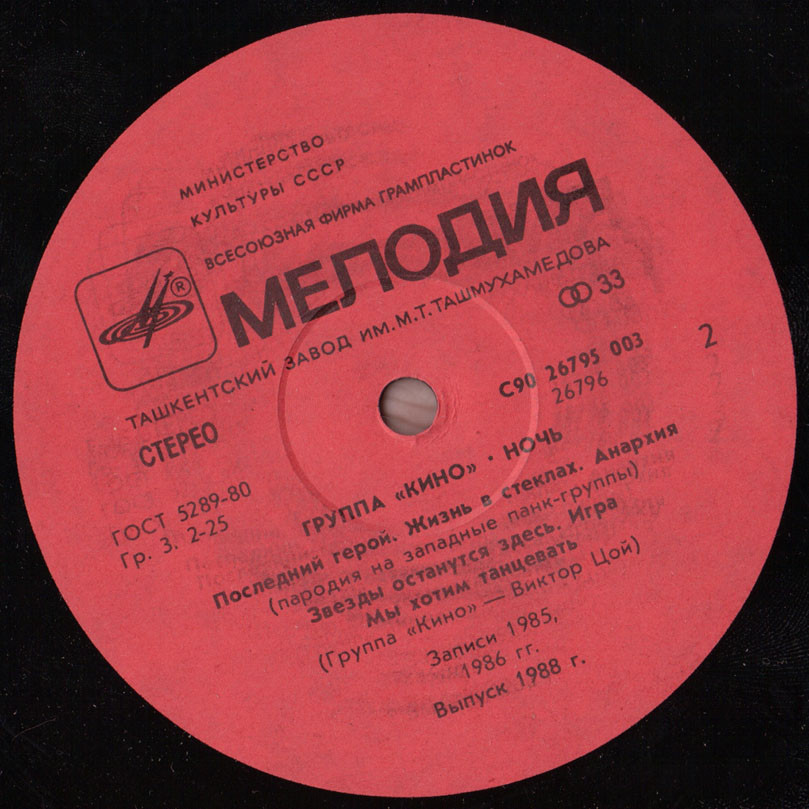 МИНИСТЕРСТВО
КУЛЬТУРЫ СССР
ВСЕСОЮЗНАЯ ФИРМА ГРАМПЛАСТИНОК
®
МЕЛОДИЯ
ТАШКЕНТСКИЙ ЗАВОД ИМ.М.Т.ТАШМУХАМЕДОВА
33
СТЕРЕО
С90 26795 003
26796
2
ГОСТ 5289-80
Гр. 3. 2-25
ГРУППА «КИНО» · НОЧЬ
Последний герой. Жизнь в стеклах. Анархия
(пародия на западные панк-группы)
Звезды останутся здесь. Игра
Мы хотим танцевать
(Группа «Кино» — Виктор Цой)
Записи 1985,
1986 гг.
Выпуск 1988 г.